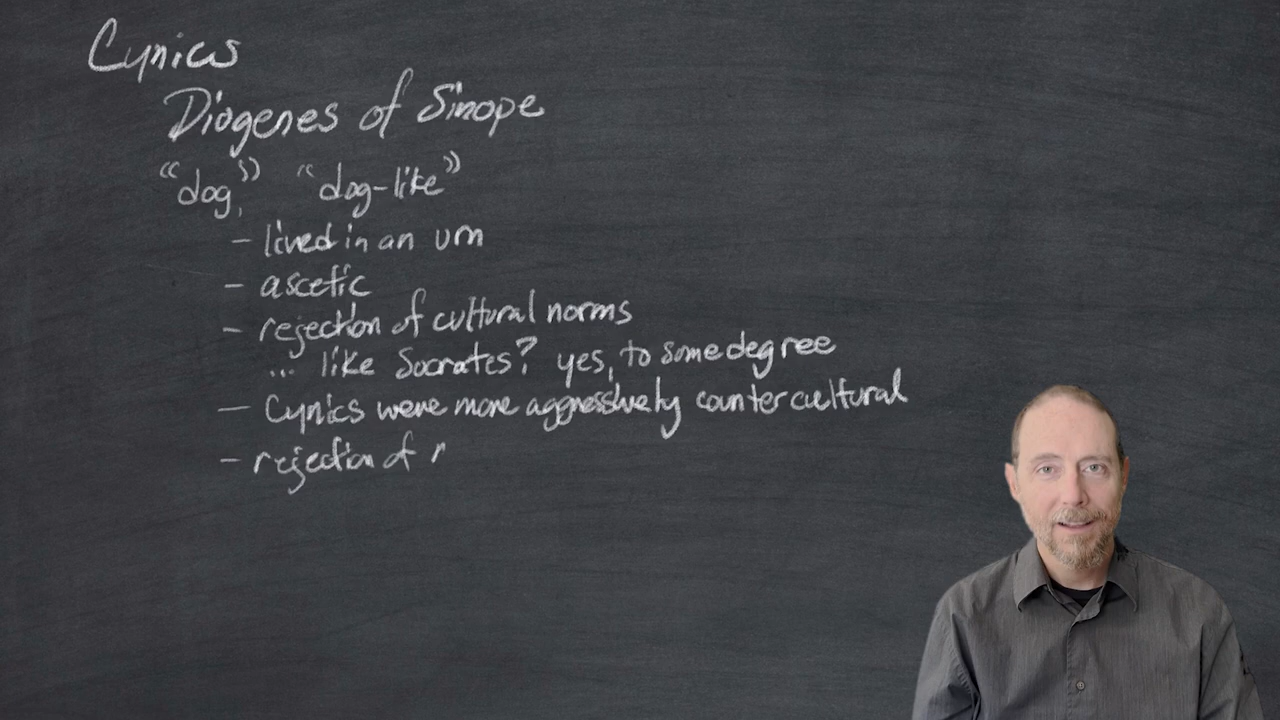 Cynics
Diogenes of Sinope
"dog," "dog-like"
- lived in an urn
- ascetic
- rejection of cultural norms
... like Socrates? yes, to some degree
- Cynics were more aggressively countercultural
- rejection of